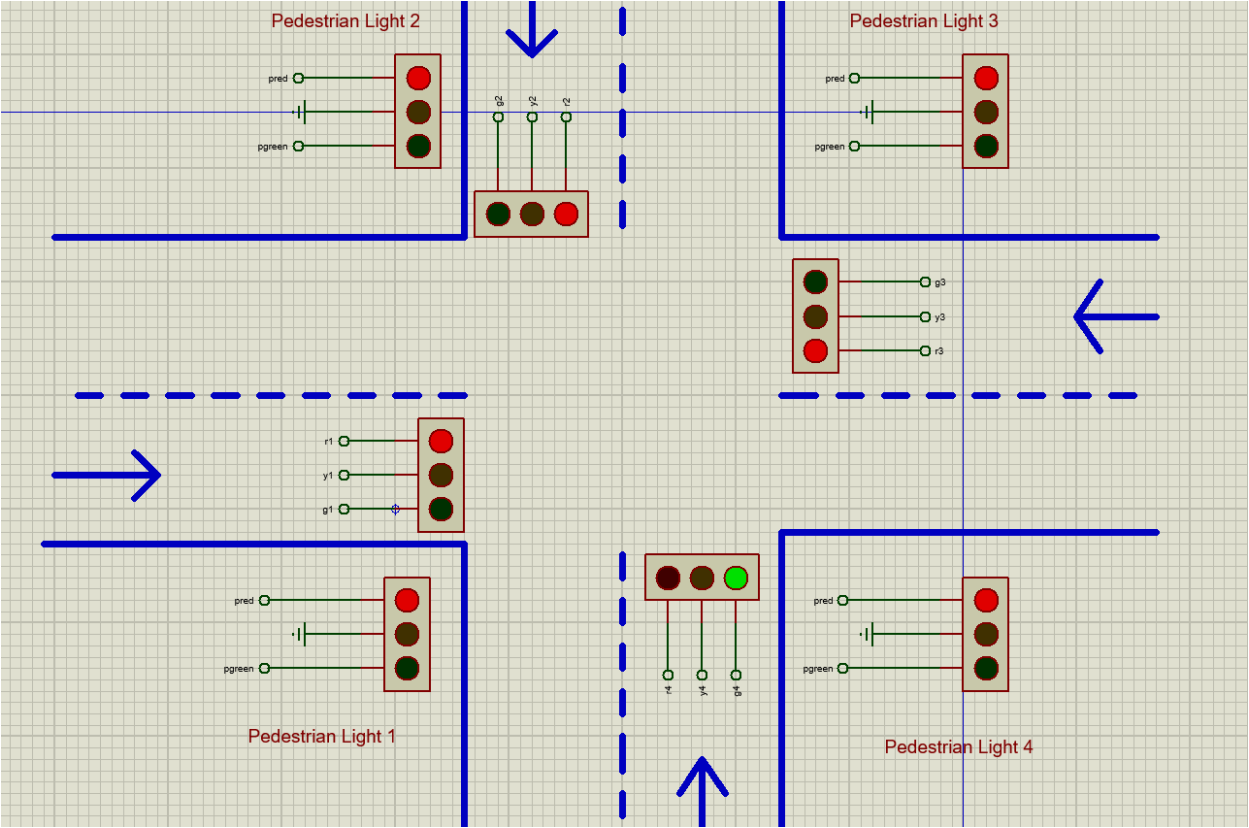 Pedestrian Light 2
Pedestrian Light 3
pred
pgreen
g2
y2
r2
pred
pgreen
g3
y3
r3
r1
y1
g1
pred
pgreen
Pedestrian Light 1
r4
y4
g4
pred
pgreen
Pedestrian Light 4